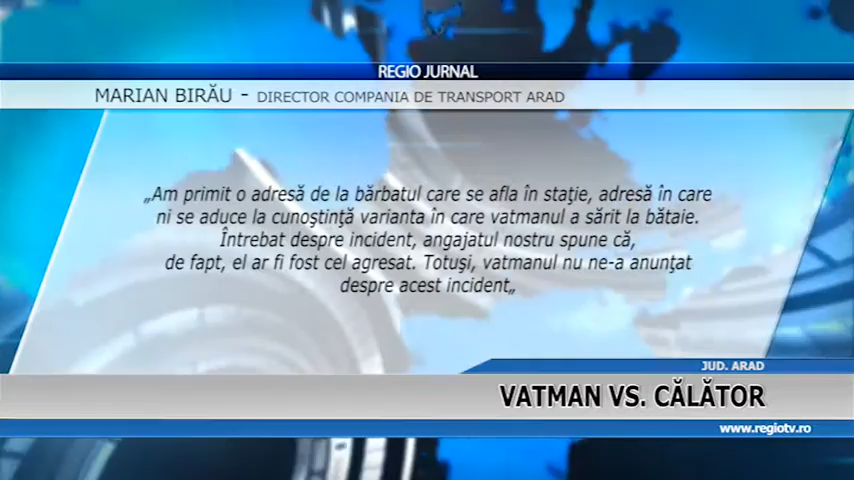 REGIO JURNAL
MARIAN BIRĂU - DIRECTOR COMPANIA DE TRANSPORT ARAD
„Am primit o adresă de la bărbatul care se afla în staţie, adresă în care
ni se aduce la cunoştinţă varianta în care vatmanul a sărit la bătaie.
Întrebat despre incident, angajatul nostru spune că,
de fapt, el ar fi fost cel agresat. Totuşi, vatmanul nu ne-a anunţat
despre acest incident„
JUD. ARAD
VATMAN VS. CĂLĂTOR
www.regiotv.ro